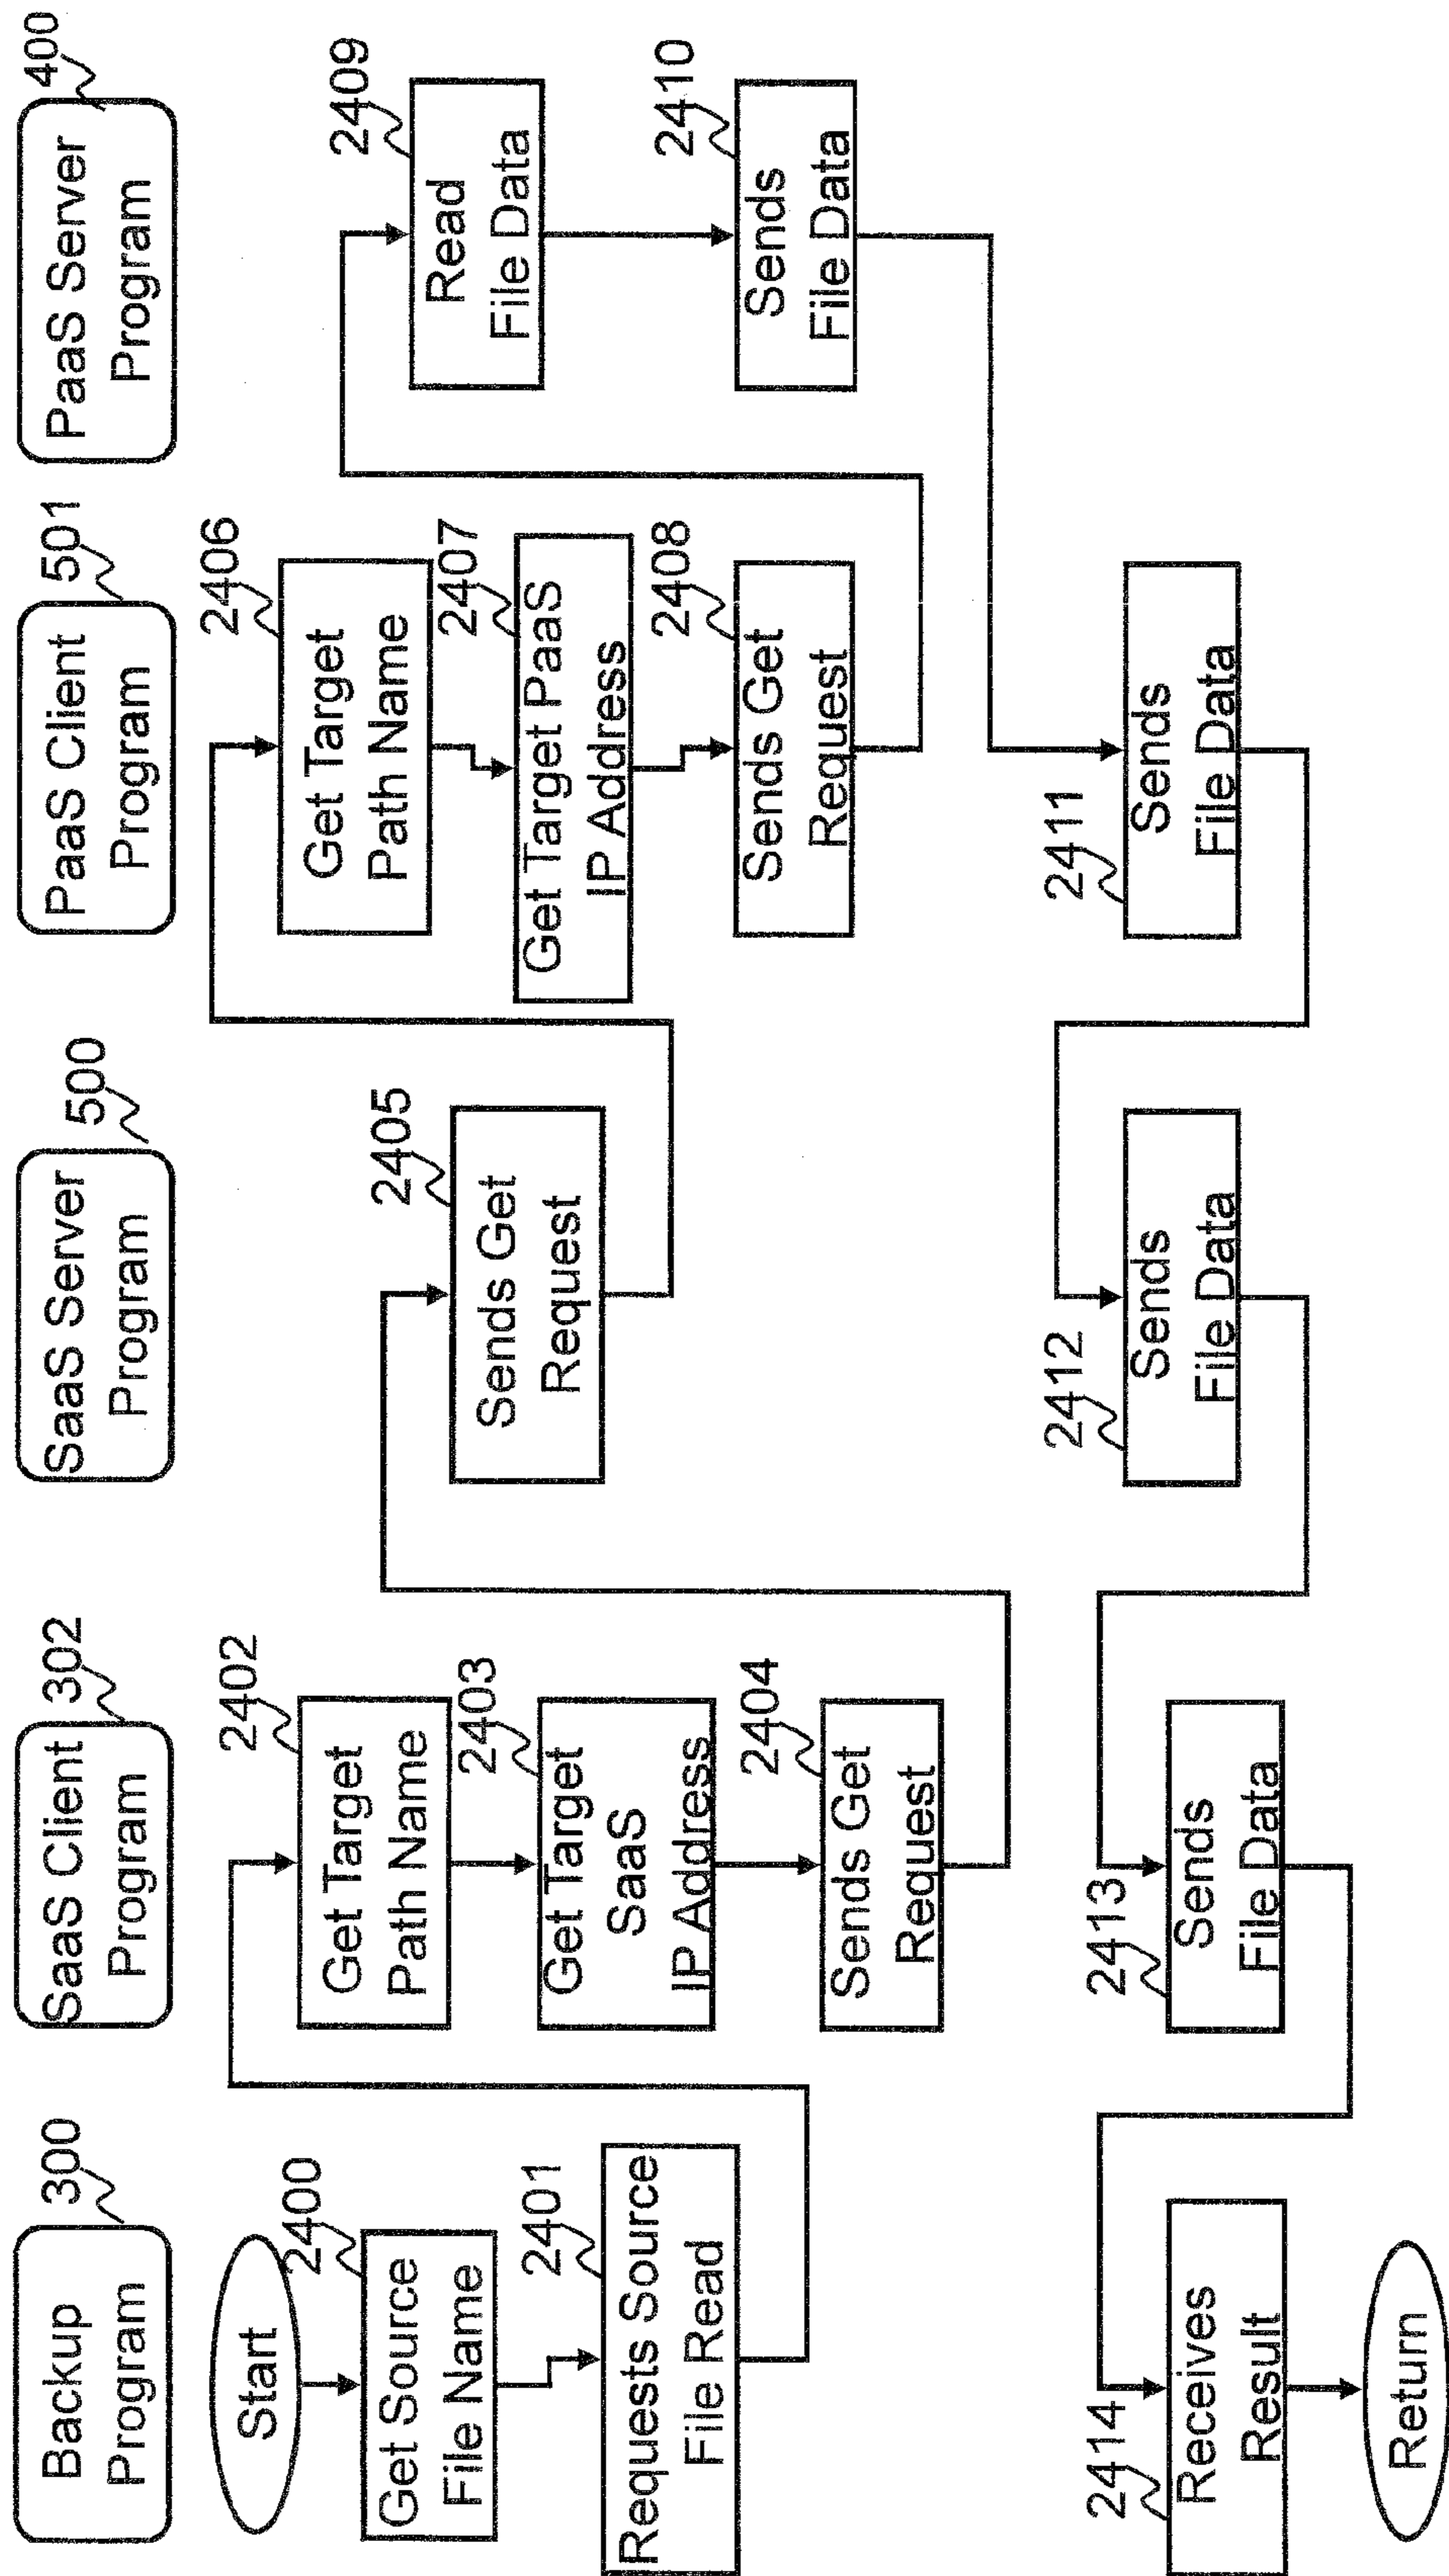 Backup
Program
300
SaaS Client
Program
302
SaaS Server
Program
500
PaaS Client
Program
501
PaaS Server
Program
400
Start
2400
Get Source
File Name
2401
Requests Source
File Read
2402
Get Target
Path Name
2403
Get Target
SaaS
IP Address
2404
Sends Get
Request
2405
Sends Get
Request
2406
Get Target
Path Name
2407
Get Target PaaS
IP Address
2408
Sends Get
Request
2409
Read
File Data
2410
Sends
File Data
2411
Sends
File Data
2412
Sends
File Data
2413
Sends
File Data
2414
Receives
Result
Return